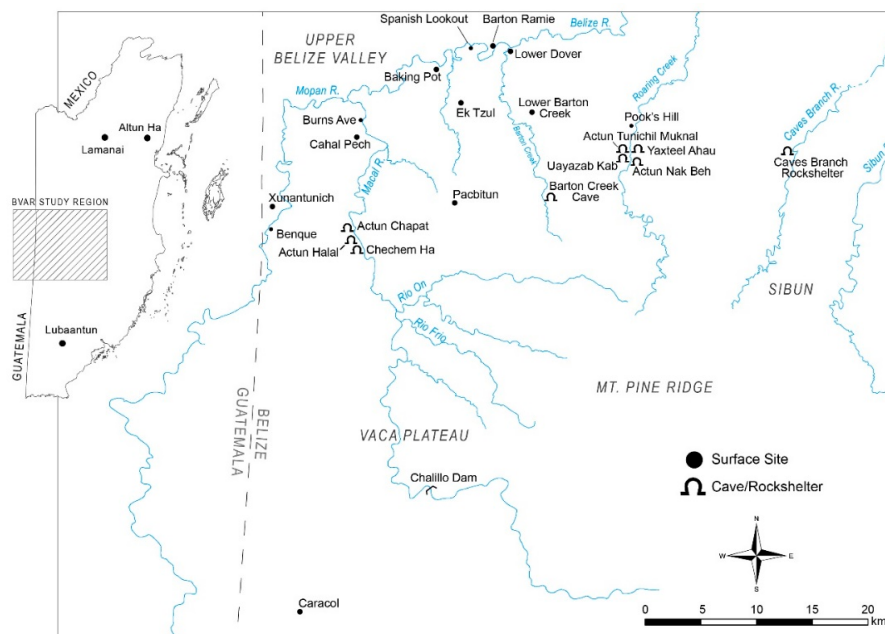 MEXICO
Altun Ha
Lamanai
BVAR STUDY REGION
GUATEMALA
Lubaantun
UPPER
BELIZE VALLEY
Spanish Lookout
Barton Ramie
Belize R.
Lower Dover
Baking Pot
Mopan R.
Ek Tzul
Roaring Creek
Burns Ave
Cahal Pech
Lower Barton
Creek
Barton Creek
Pook's Hill
Actun Tunichil Muknal
Yaxteel Ahau
Uayazab Kab
Actun Nak Beh
Caves Branch R.
Caves Branch
Rockshelter
Macal R.
Xunantunich
Pacbitun
Barton Creek
Cave
Benque
Actun Chapat
Actun Halal
Chechem Ha
Rio On
Rio Frio
SIBUN
MT. PINE RIDGE
BELIZE
GUATEMALA
VACA PLATEAU
Chalillo Dam
Caracol
Surface Site
Cave/Rockshelter
N
W E
S
0 5 10 15 20
km